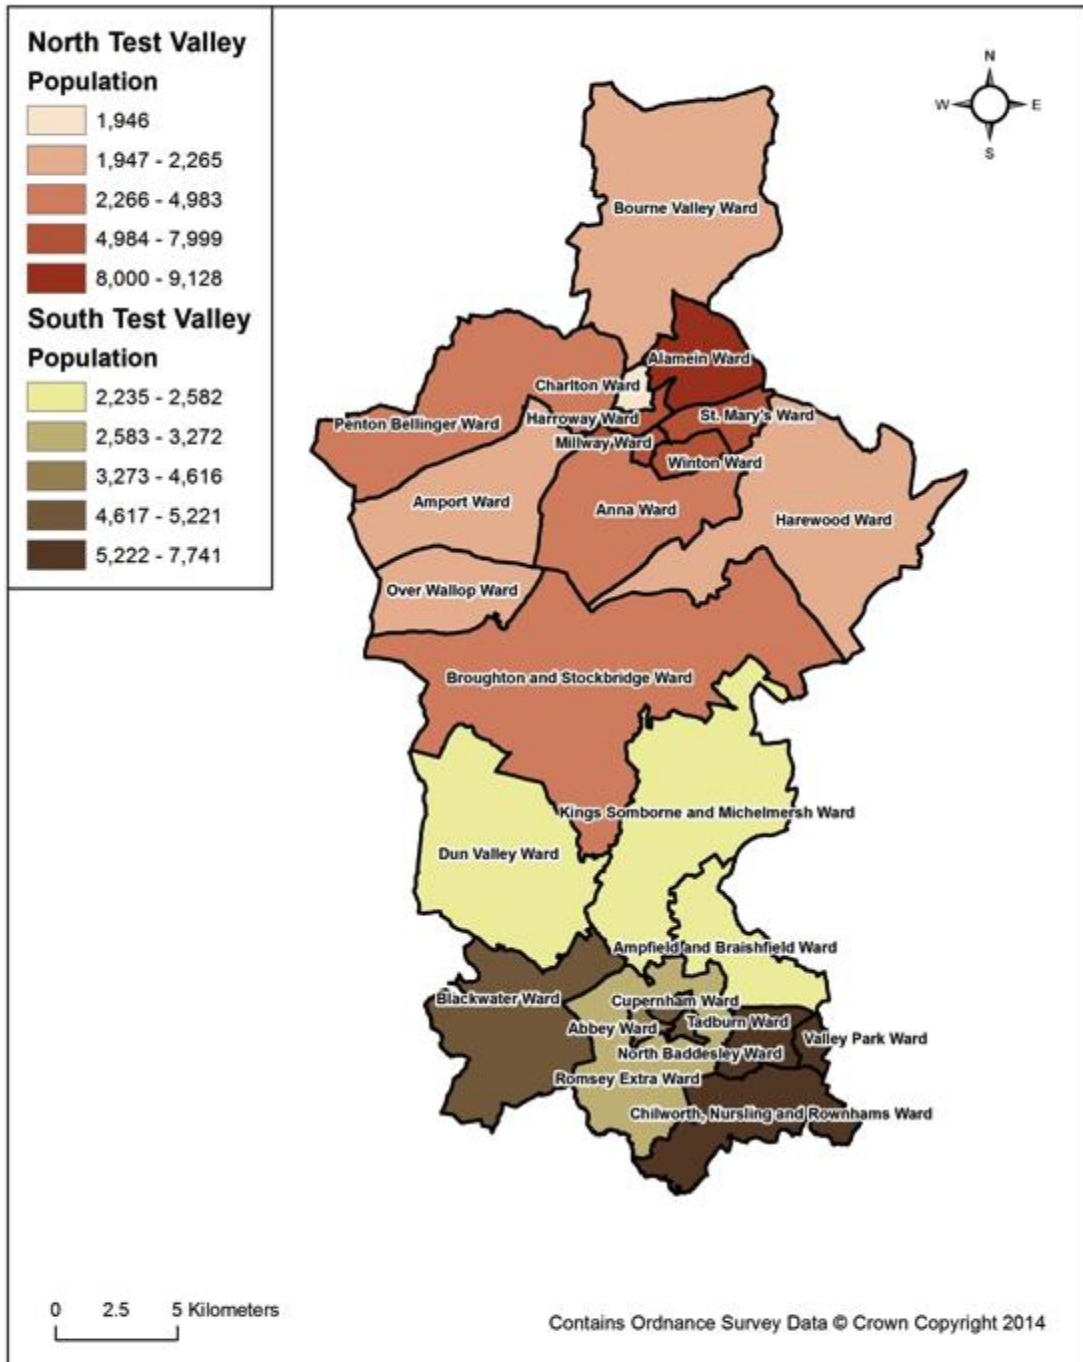 North Test Valley
Population
1,946
1,947 - 2,265
2,266 - 4,983
4,984 - 7,999
8,000 - 9,128
South Test Valley
Population
2,235 - 2,582
2,583 - 3,272
3,273 - 4,616
4,617 - 5,221
5,222 - 7,741
N
W E
S
Bourne Valley Ward
Alamein Ward
Charlton Ward
St. Mary's Ward
Harroway Ward
Penton Bellinger Ward
Millway Ward
Winton Ward
Amport Ward
Anna Ward
Harewood Ward
Over Wallop Ward
Broughton and Stockbridge Ward
Kings Somborne and Michelmersh Ward
Dun Valley Ward
Ampfield and Braishfield Ward
Blackwater Ward
Cupernham Ward
Tadburn Ward
Abbey Ward
Valley Park Ward
North Baddesley Ward
Romsey Extra Ward
Chilworth, Nursling and Rownhams Ward
0 2.5 5 Kilometers
Contains Ordnance Survey Data © Crown Copyright 2014